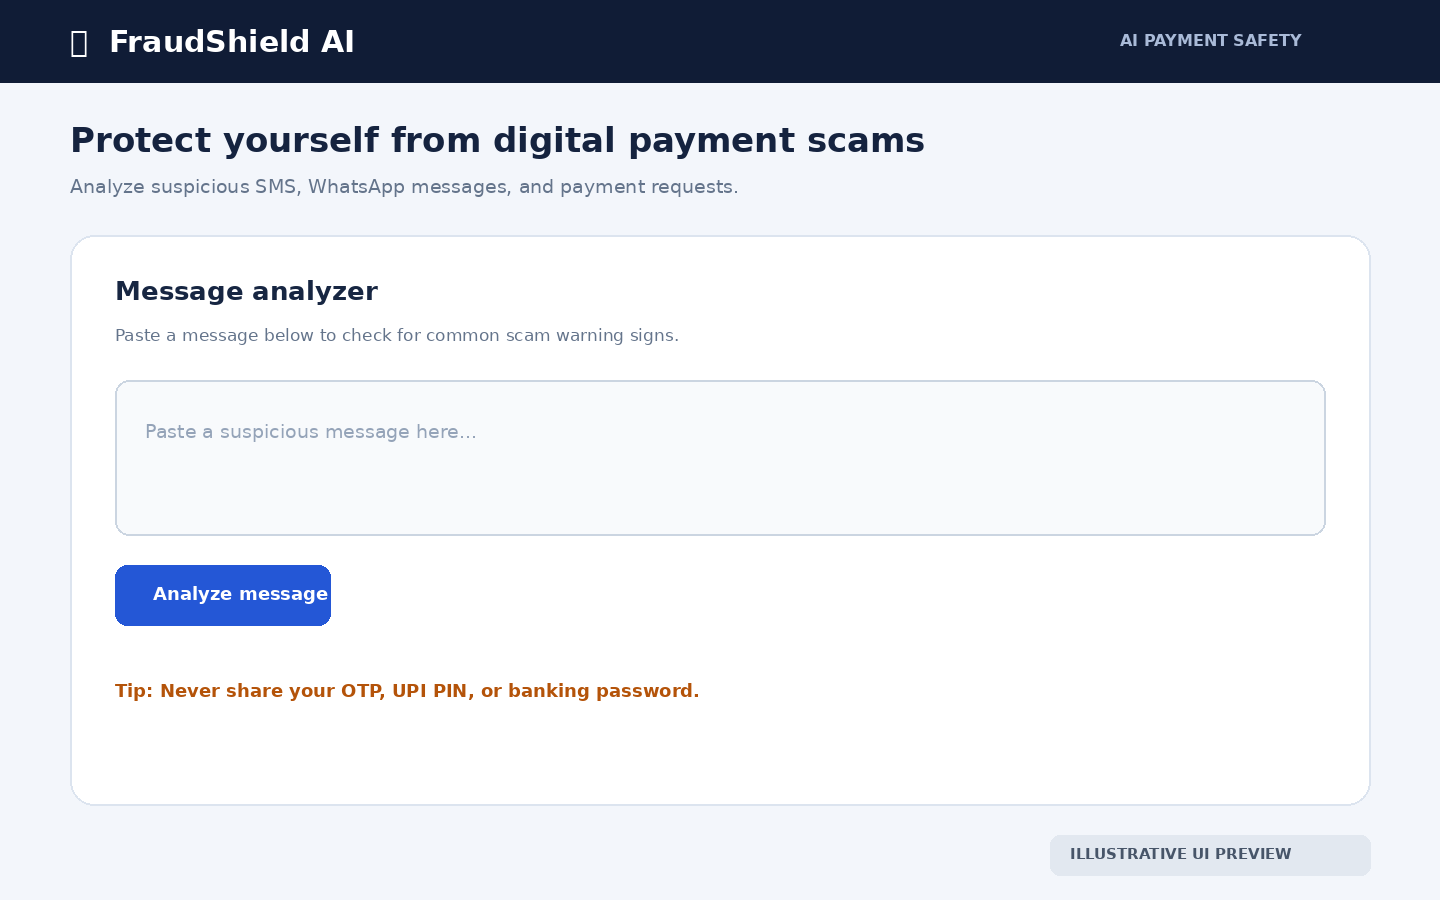 FraudShield AI
AI PAYMENT SAFETY
Protect yourself from digital payment scams
Analyze suspicious SMS, WhatsApp messages, and payment requests.
Message analyzer
Paste a message below to check for common scam warning signs.
Paste a suspicious message here...
Analyze message
Tip: Never share your OTP, UPI PIN, or banking password.
ILLUSTRATIVE UI PREVIEW